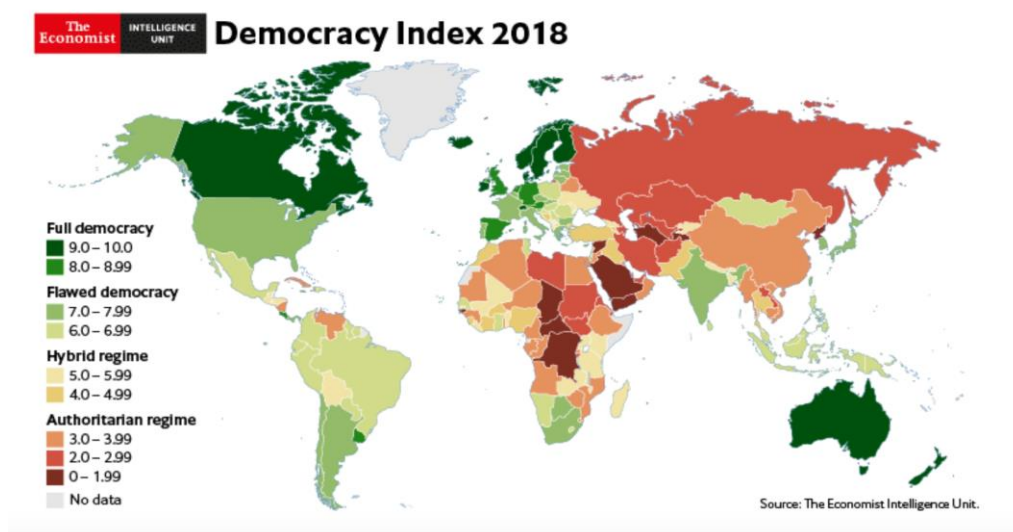 The Economist
INTELLIGENCE UNIT
Democracy Index 2018
Full democracy
9.0 – 10.0
8.0 – 8.99
Flawed democracy
7.0 – 7.99
6.0 – 6.99
Hybrid regime
5.0 – 5.99
4.0 – 4.99
Authoritarian regime
3.0 – 3.99
2.0 – 2.99
0 – 1.99
No data
Source: The Economist Intelligence Unit.